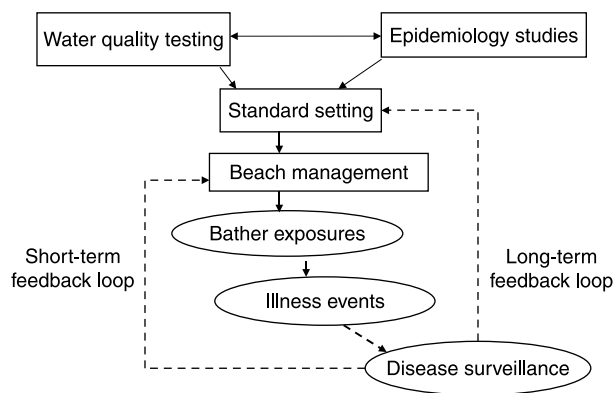 Water quality testing
Epidemiology studies
Standard setting
Beach management
Bather exposures
Short-term
feedback loop
Long-term
feedback loop
Illness events
Disease surveillance